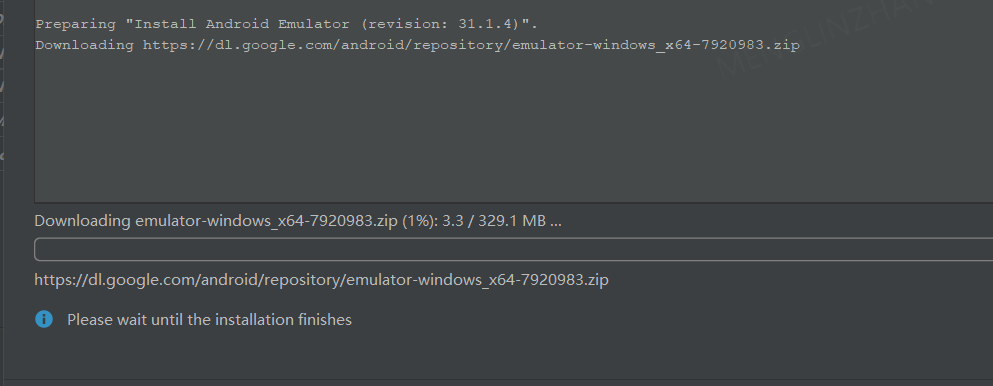 Preparing "Install Android Emulator (revision: 31.1.4)".
Downloading https://dl.google.com/android/repository/emulator-windows_x64-7920983.zip
Downloading emulator-windows_x64-7920983.zip (1%): 3.3 / 329.1 MB ...
https://dl.google.com/android/repository/emulator-windows_x64-7920983.zip
Please wait until the installation finishes